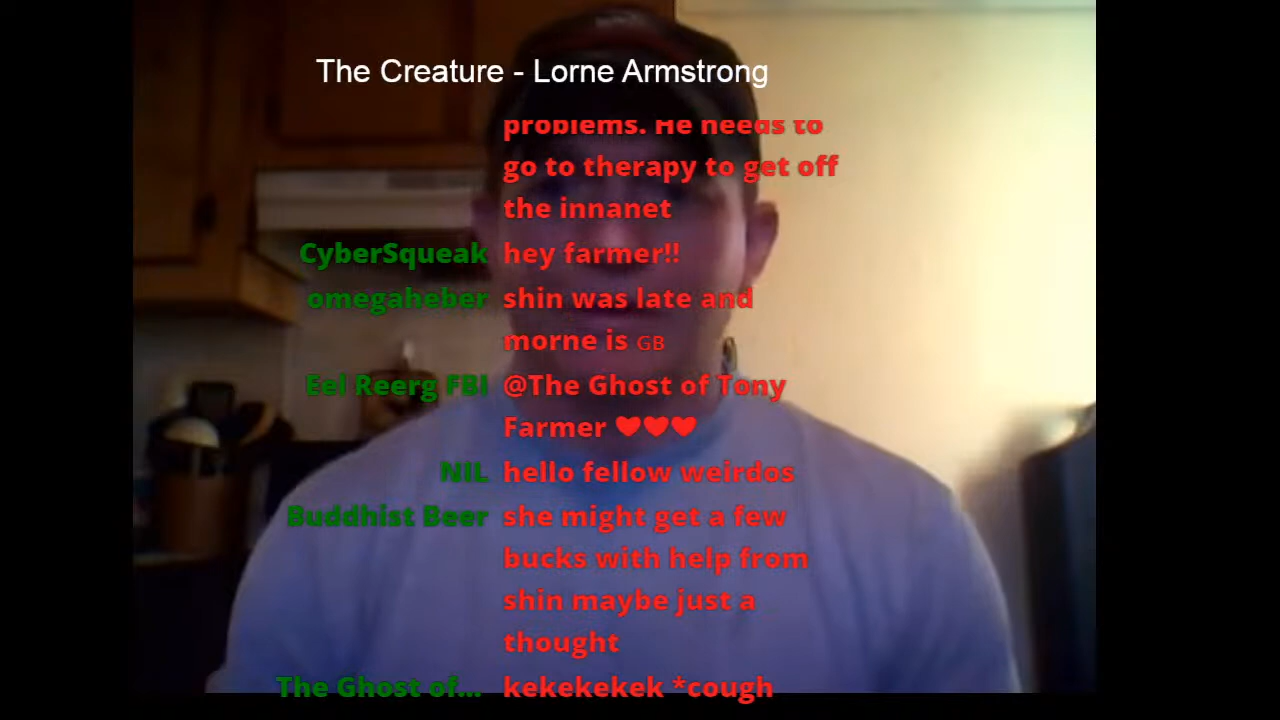 The Creature - Lorne Armstrong
problems. He needs to
go to therapy to get off
the innanet
CyberSqueak hey farmer!!
omegaheber shin was late and
morne is GB
Eel Reerg FBI @The Ghost of Tony
Farmer ❤❤❤
NIL hello fellow weirdos
Buddhist Beer she might get a few
bucks with help from
shin maybe just a
thought
The Ghost of... kekekekek *cough